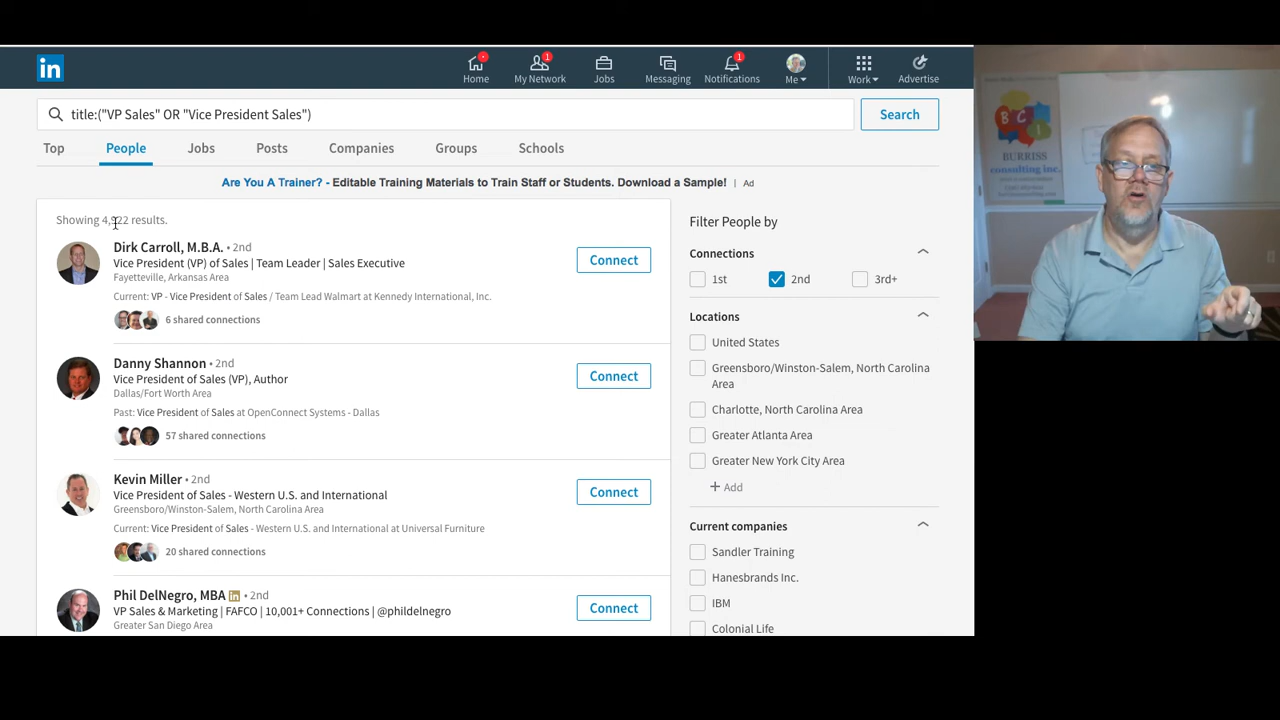 in
Home
My Network
1
Jobs
Messaging
Notifications
1
Me
Work
Advertise
title:("VP Sales" OR "Vice President Sales")
Search
Top
People
Jobs
Posts
Companies
Groups
Schools
Are You A Trainer? - Editable Training Materials to Train Staff or Students. Download a Sample! | Ad
Showing results.
Dirk Carroll, M.B.A. • 2nd
Vice President (VP) of Sales | Team Leader | Sales Executive
Fayetteville, Arkansas Area
Current: VP - Vice President of Sales / Team Lead Walmart at Kennedy International, Inc.
6 shared connections
Connect
Danny Shannon • 2nd
Vice President of Sales (VP), Author
Dallas/Fort Worth Area
Past: Vice President of Sales at OpenConnect Systems - Dallas
57 shared connections
Connect
Kevin Miller • 2nd
Vice President of Sales - Western U.S. and International
Greensboro/Winston-Salem, North Carolina Area
Current: Vice President of Sales - Western U.S. and International at Universal Furniture
20 shared connections
Connect
Phil DelNegro, MBA in • 2nd
VP Sales & Marketing | FAFCO | 10,001+ Connections | @phildelnegro
Greater San Diego Area
Connect
Filter People by
Connections
1st
2nd
3rd+
Locations
United States
Greensboro/Winston-Salem, North Carolina
Area
Charlotte, North Carolina Area
Greater Atlanta Area
Greater New York City Area
+ Add
Current companies
Sandler Training
Hanesbrands Inc.
IBM
Colonial Life
B C I
BURRISS
consulting inc.